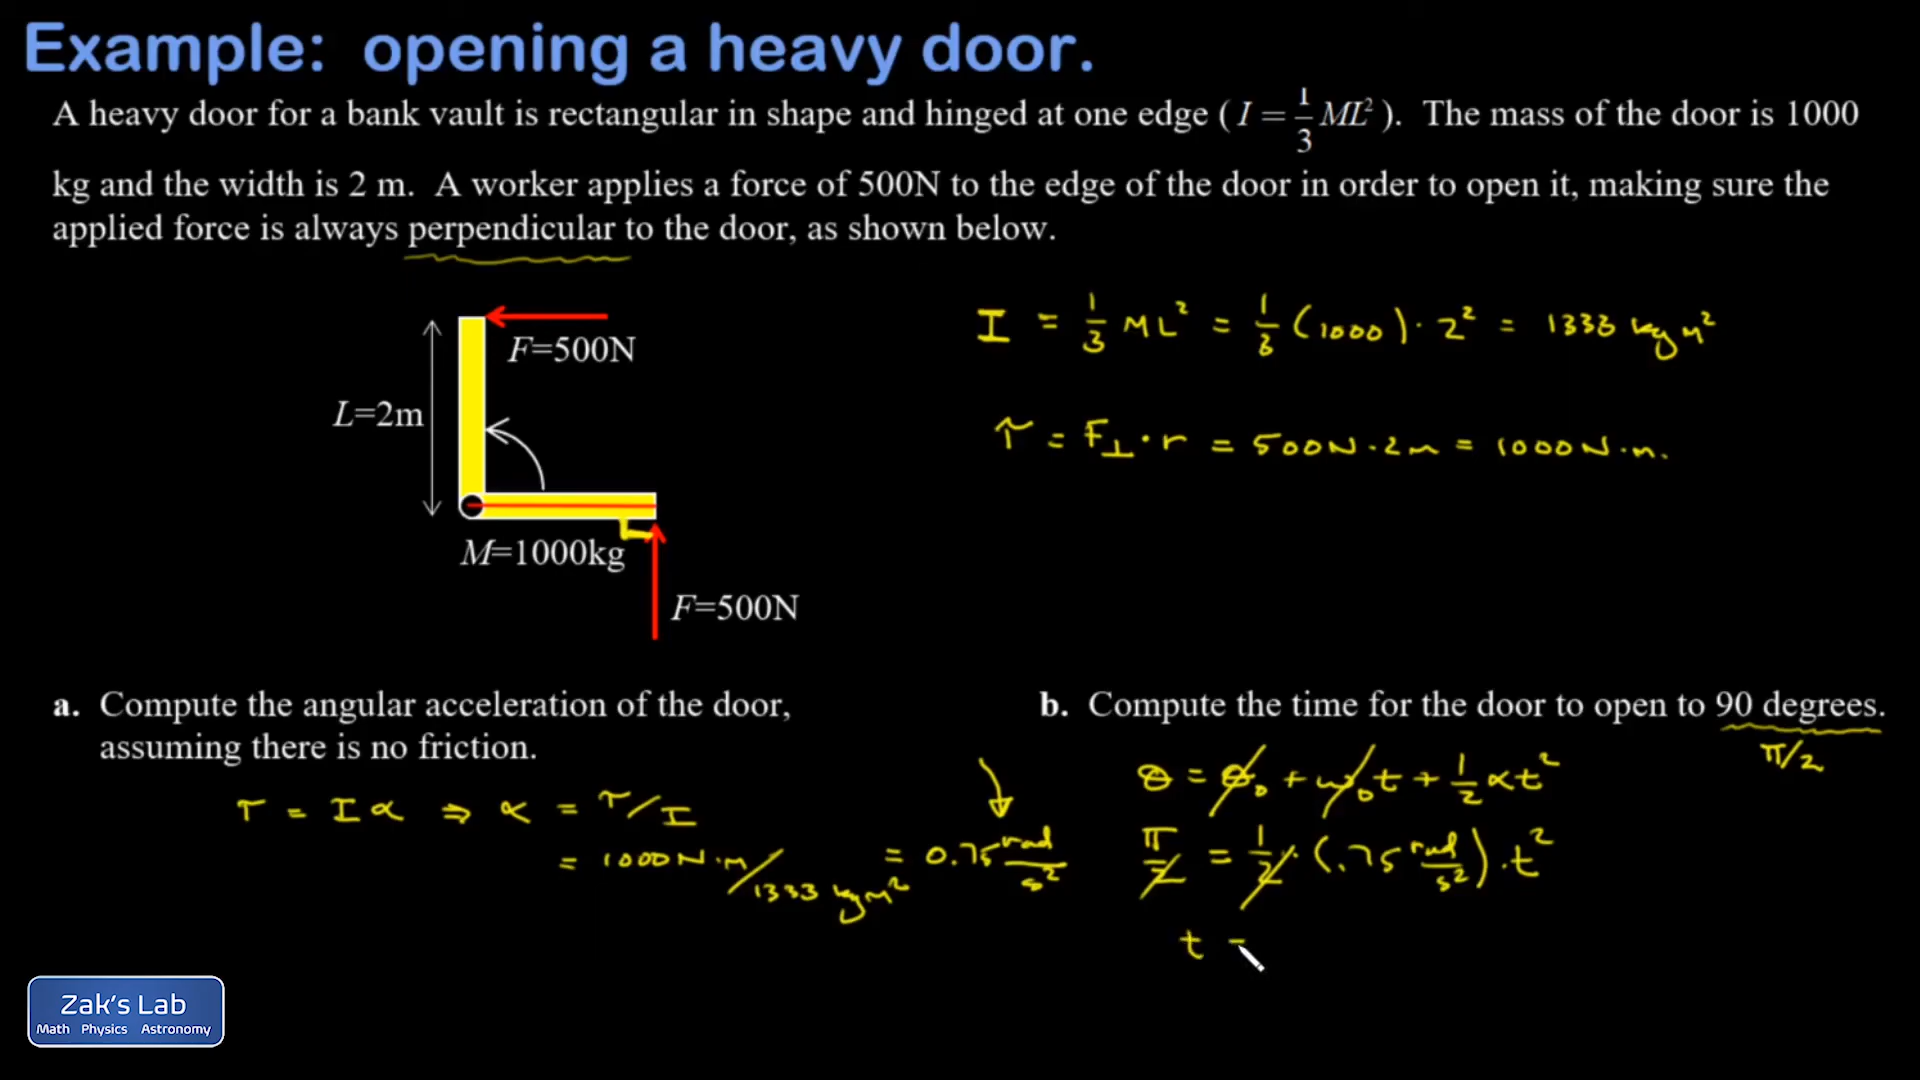 Example: opening a heavy door.
A heavy door for a bank vault is rectangular in shape and hinged at one edge ( I = 1/3 ML² ). The mass of the door is 1000
kg and the width is 2 m. A worker applies a force of 500N to the edge of the door in order to open it, making sure the
applied force is always perpendicular to the door, as shown below.
F=500N
L=2m
M=1000kg
F=500N
I = 1/3 ML² = 1/3 (1000) · 2² = 1333 kg m²
τ = F⊥ · r = 500N · 2m = 1000N·m.
a. Compute the angular acceleration of the door,
assuming there is no friction.
τ = I α ⇒ α = τ/I
= 1000N·m/1333 kg m² = 0.75 rad/s²
b. Compute the time for the door to open to 90 degrees.
π/2
θ = θ₀ + ω₀t + 1/2 αt²
π/2 = 1/2 · (.75 rad/s²) · t²
t =
Zak's Lab
Math Physics Astronomy